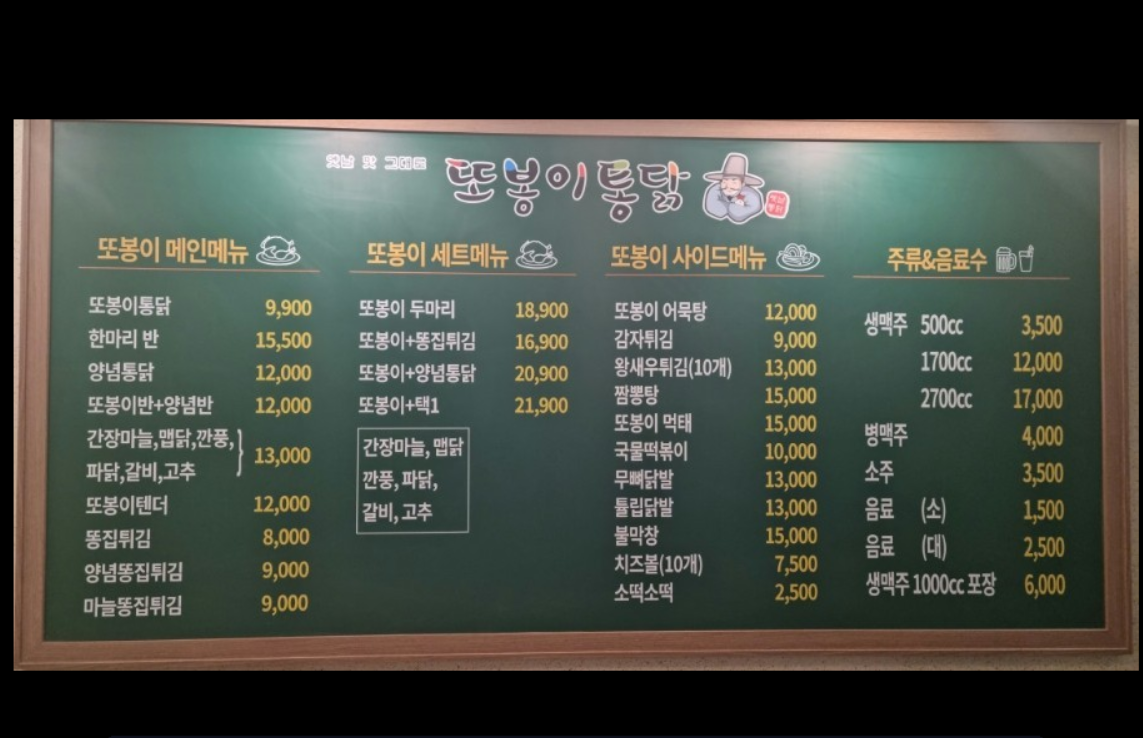 옛날 맛 그대로
또봉이통닭
옛날
통닭
또봉이 메인메뉴
또봉이통닭 9,900
한마리 반 15,500
양념통닭 12,000
또봉이반+양념반 12,000
간장마늘,맵닭,깐풍,
파닭,갈비,고추 13,000
또봉이텐더 12,000
똥집튀김 8,000
양념똥집튀김 9,000
마늘똥집튀김 9,000
또봉이 세트메뉴
또봉이 두마리 18,900
또봉이+똥집튀김 16,900
또봉이+양념통닭 20,900
또봉이+택1 21,900
간장마늘, 맵닭
깐풍, 파닭,
갈비, 고추
또봉이 사이드메뉴
또봉이 어묵탕 12,000
감자튀김 9,000
왕새우튀김(10개) 13,000
짬뽕탕 15,000
또봉이 먹태 15,000
국물떡볶이 10,000
무뼈닭발 13,000
튤립닭발 13,000
불막창 15,000
치즈볼(10개) 7,500
소떡소떡 2,500
주류&음료수
생맥주 500cc 3,500
1700cc 12,000
2700cc 17,000
병맥주 4,000
소주 3,500
음료 (소) 1,500
음료 (대) 2,500
생맥주 1000cc 포장 6,000